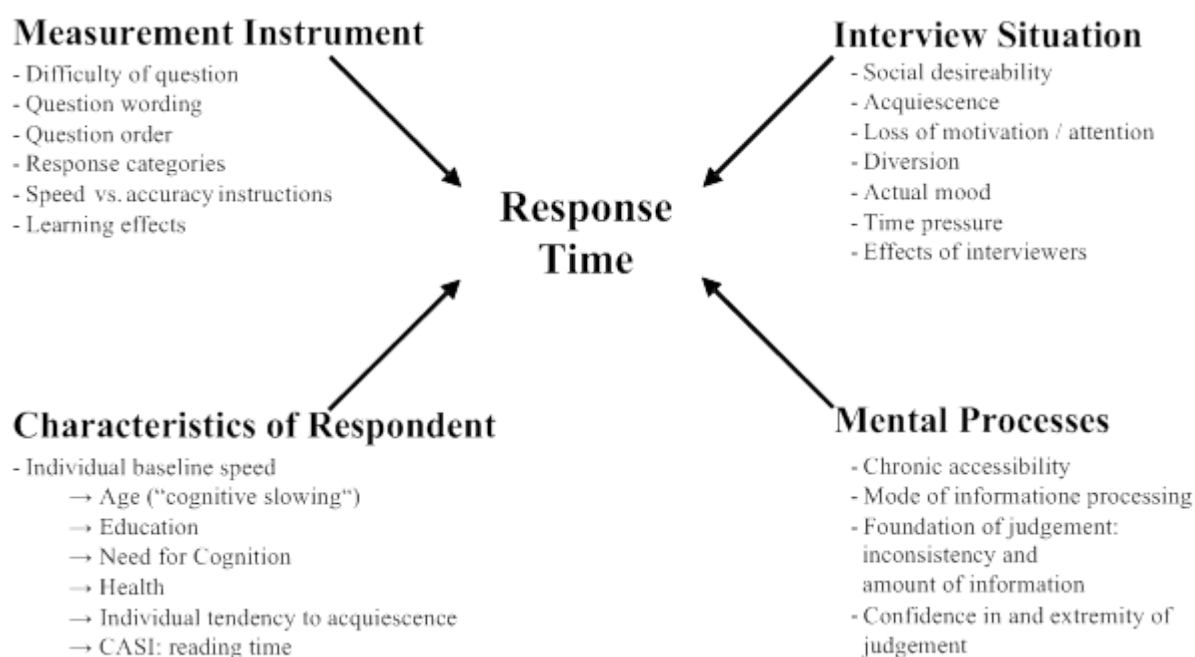 Measurement Instrument
- Difficulty of question
- Question wording
- Question order
- Response categories
- Speed vs. accuracy instructions
- Learning effects
Interview Situation
- Social desireability
- Acquiescence
- Loss of motivation / attention
- Diversion
- Actual mood
- Time pressure
- Effects of interviewers
Response
Time
Characteristics of Respondent
- Individual baseline speed
→ Age (“cognitive slowing“)
→ Education
→ Need for Cognition
→ Health
→ Individual tendency to acquiescence
→ CASI: reading time
Mental Processes
- Chronic accessibility
- Mode of informatione processing
- Foundation of judgement:
inconsistency and
amount of information
- Confidence in and extremity of
judgement